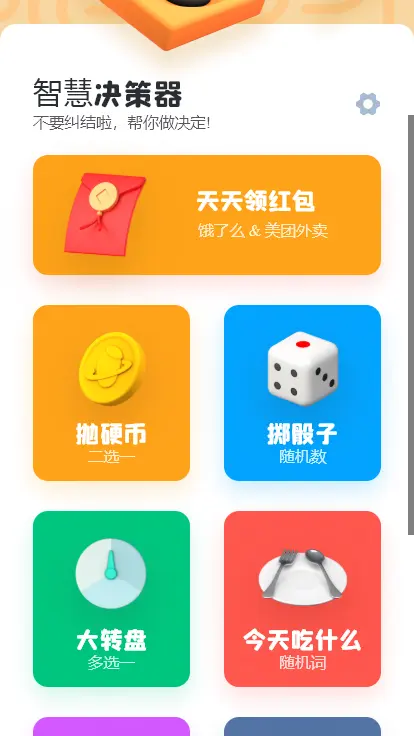 智慧决策器
不要纠结啦，帮你做决定!
天天领红包
饿了么 & 美团外卖
抛硬币
二选一
掷骰子
随机数
大转盘
多选一
今天吃什么
随机词